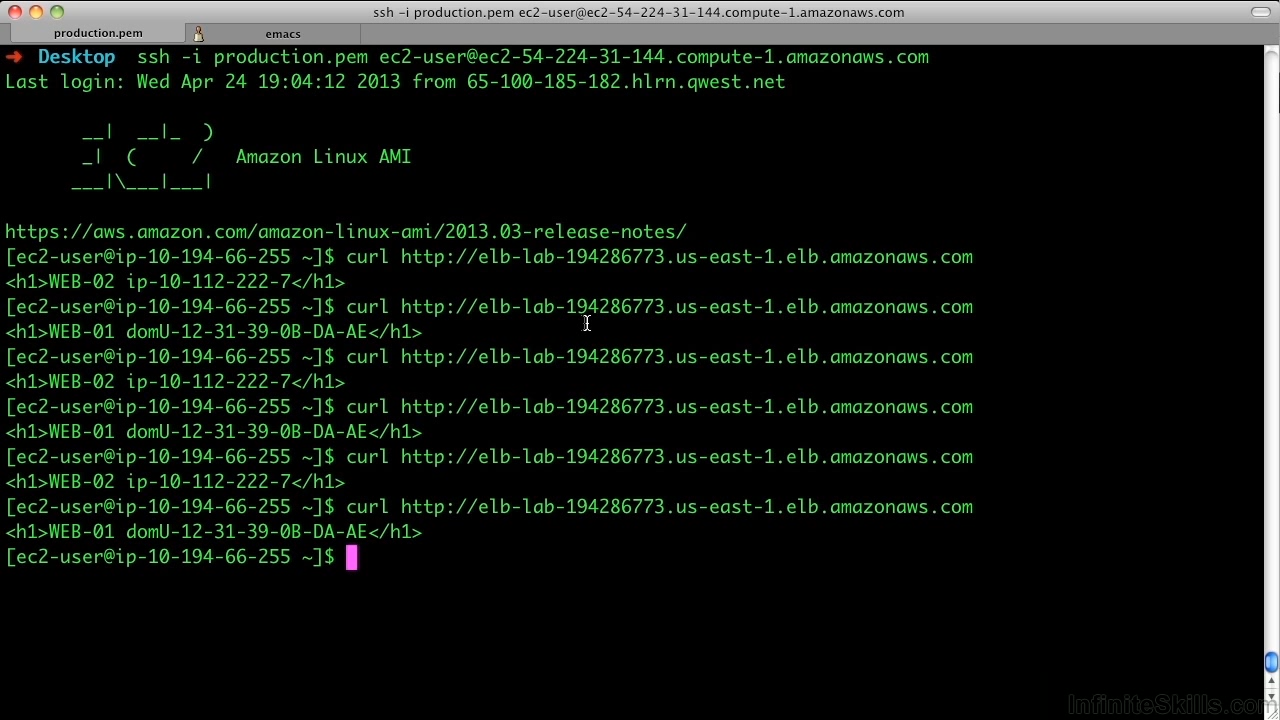 ssh -i production.pem ec2-user@ec2-54-224-31-144.compute-1.amazonaws.com
production.pem emacs
➜ Desktop ssh -i production.pem ec2-user@ec2-54-224-31-144.compute-1.amazonaws.com
Last login: Wed Apr 24 19:04:12 2013 from 65-100-185-182.hlrn.qwest.net
       __|  __|_  )
       _|  (     /   Amazon Linux AMI
      ___|\___|___|
https://aws.amazon.com/amazon-linux-ami/2013.03-release-notes/
[ec2-user@ip-10-194-66-255 ~]$ curl http://elb-lab-194286773.us-east-1.elb.amazonaws.com
<h1>WEB-02 ip-10-112-222-7</h1>
[ec2-user@ip-10-194-66-255 ~]$ curl http://elb-lab-194286773.us-east-1.elb.amazonaws.com
<h1>WEB-01 domU-12-31-39-0B-DA-AE</h1>
[ec2-user@ip-10-194-66-255 ~]$ curl http://elb-lab-194286773.us-east-1.elb.amazonaws.com
<h1>WEB-02 ip-10-112-222-7</h1>
[ec2-user@ip-10-194-66-255 ~]$ curl http://elb-lab-194286773.us-east-1.elb.amazonaws.com
<h1>WEB-01 domU-12-31-39-0B-DA-AE</h1>
[ec2-user@ip-10-194-66-255 ~]$ curl http://elb-lab-194286773.us-east-1.elb.amazonaws.com
<h1>WEB-02 ip-10-112-222-7</h1>
[ec2-user@ip-10-194-66-255 ~]$ curl http://elb-lab-194286773.us-east-1.elb.amazonaws.com
<h1>WEB-01 domU-12-31-39-0B-DA-AE</h1>
[ec2-user@ip-10-194-66-255 ~]$
InfiniteSkills.com